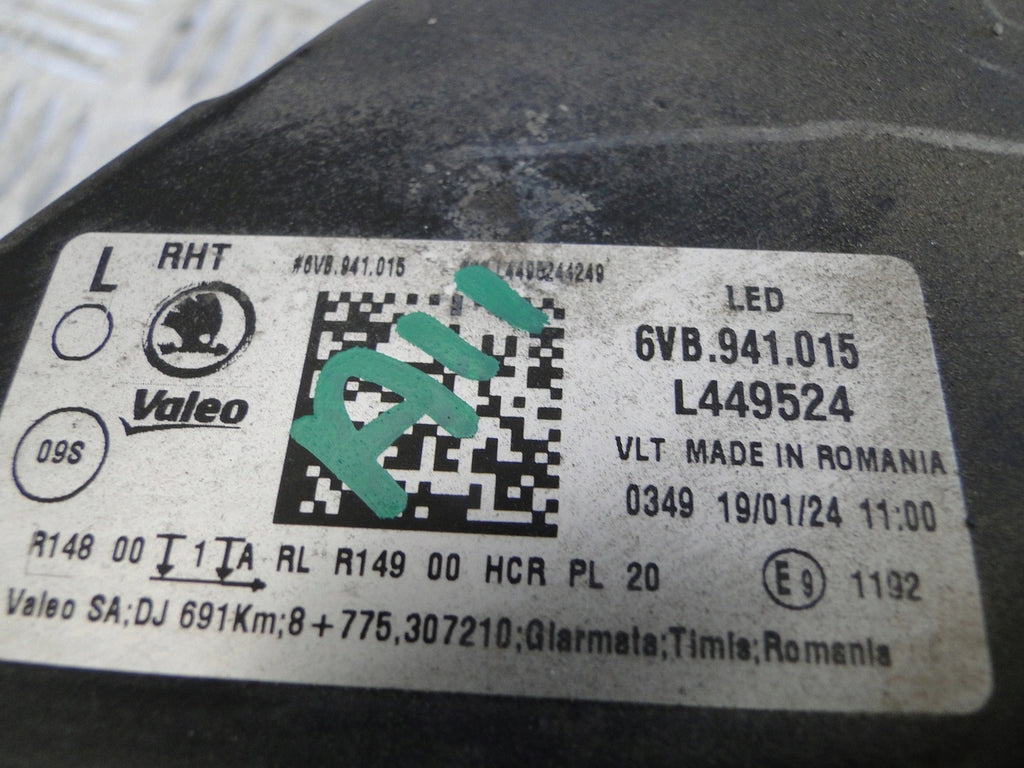 L RHT
#6VB.941.015 L4495244249
LED
6VB.941.015
L449524
Valeo
09S
VLT MADE IN ROMANIA
0349 19/01/24 11:00
R148 00 1 A RL R149 00 HCR PL 20 E9 1192
Valeo SA;DJ 691Km;8+775,307210;Giarmata;Timis;Romania
A11